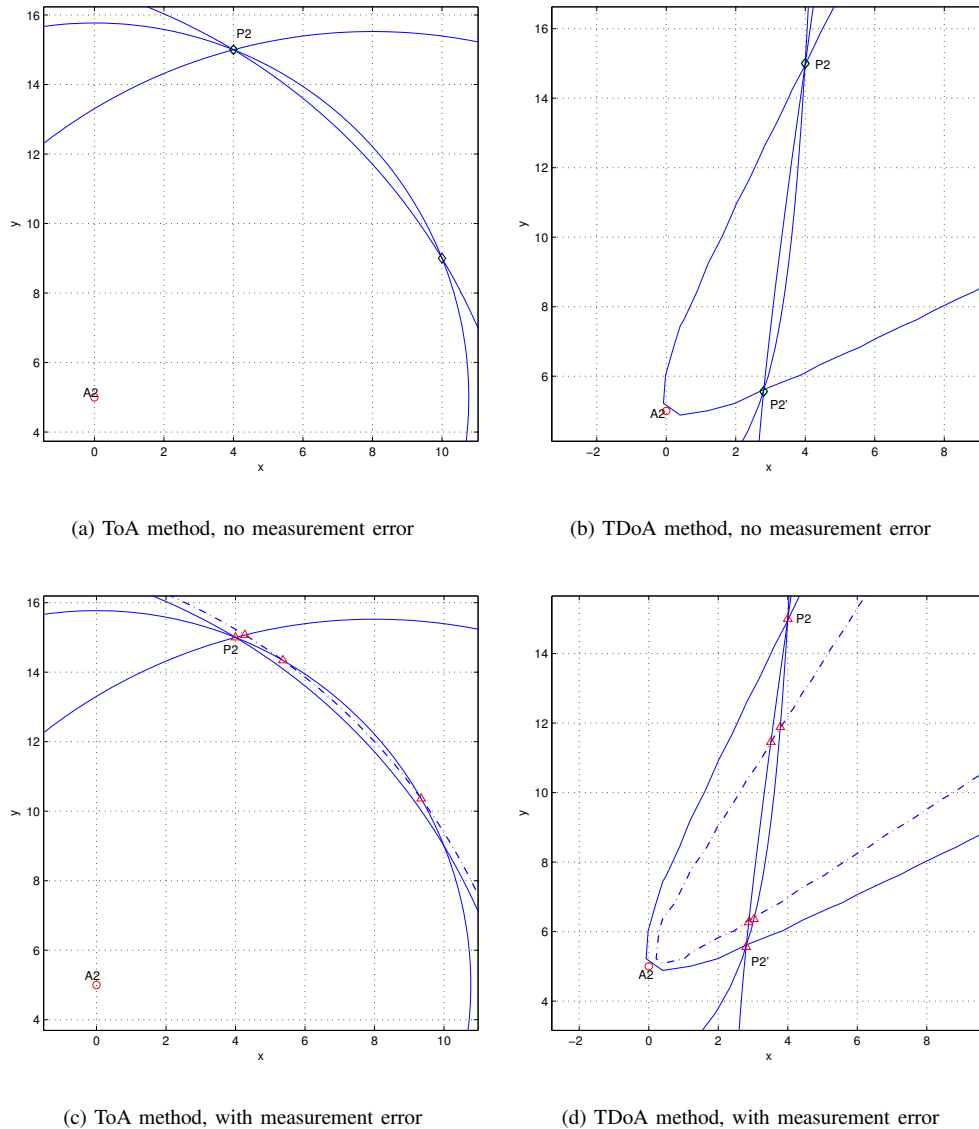 16
14
12
10
8
6
4
y
P2
A2
0 2 4 6 8 10
x
(a) ToA method, no measurement error
16
14
12
10
8
6
y
P2
A2
P2'
−2 0 2 4 6 8
x
(b) TDoA method, no measurement error
16
14
12
10
8
6
4
y
P2
A2
0 2 4 6 8 10
x
(c) ToA method, with measurement error
14
12
10
8
6
4
y
P2
A2
P2'
−2 0 2 4 6 8
x
(d) TDoA method, with measurement error